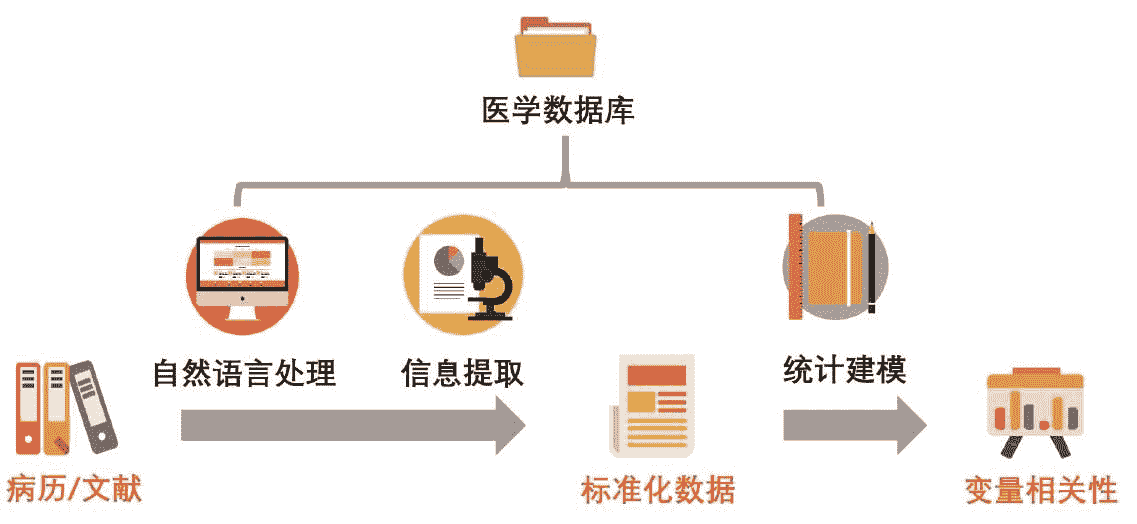 医学数据库
自然语言处理
信息提取
统计建模
病历/文献
标准化数据
变量相关性